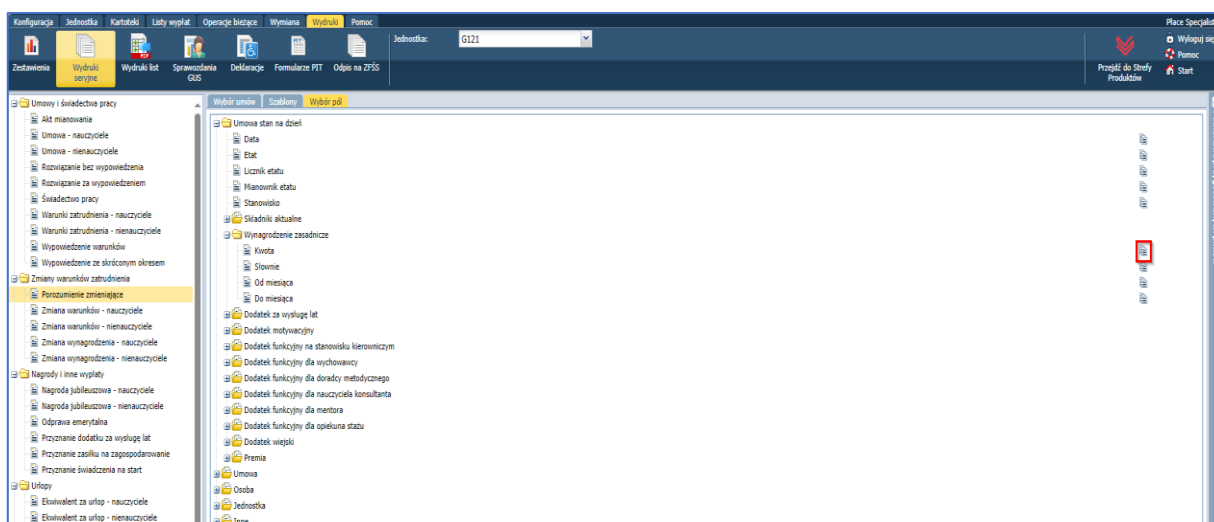 Konfiguracja Jednostka Kartoteki Listy wypłat Operacje bieżące Wymiana Wydruki Pomoc Płace Specjalist
Jednostka: G121
Wyloguj się
Pomoc
Start
Zestawienia Wydruki seryjne Wydruki list Sprawozdania GUS Deklaracje Formularze PIT Odpis na ZFŚS Przejdź do Strefy Produktów
Umowy i świadectwa pracy
Akt mianowania
Umowa - nauczyciele
Umowa - nienauczyciele
Rozwiązanie bez wypowiedzenia
Rozwiązanie za wypowiedzeniem
Świadectwo pracy
Warunki zatrudnienia - nauczyciele
Warunki zatrudnienia - nienauczyciele
Wypowiedzenie warunków
Wypowiedzenie ze skróconym okresem
Zmiany warunków zatrudnienia
Porozumienie zmieniające
Zmiana warunków - nauczyciele
Zmiana warunków - nienauczyciele
Zmiana wynagrodzenia - nauczyciele
Zmiana wynagrodzenia - nienauczyciele
Nagrody i inne wypłaty
Nagroda jubileuszowa - nauczyciele
Nagroda jubileuszowa - nienauczyciele
Odprawa emerytalna
Przyznanie dodatku za wysługę lat
Przyznanie zasiłku na zagospodarowanie
Przyznanie świadczenia na start
Urlopy
Ekwiwalent za urlop - nauczyciele
Ekwiwalent za urlop - nienauczyciele
Wybór umów Szablony Wybór pól
Umowa stan na dzień
Data
Etat
Licznik etatu
Mianownik etatu
Stanowisko
Składniki aktualne
Wynagrodzenie zasadnicze
Kwota
Słownie
Od miesiąca
Do miesiąca
Dodatek za wysługę lat
Dodatek motywacyjny
Dodatek funkcyjny na stanowisku kierowniczym
Dodatek funkcyjny dla wychowawcy
Dodatek funkcyjny dla doradcy metodycznego
Dodatek funkcyjny dla nauczyciela konsultanta
Dodatek funkcyjny dla mentora
Dodatek funkcyjny dla opiekuna stażu
Dodatek wiejski
Premia
Umowa
Osoba
Jednostka
Inne